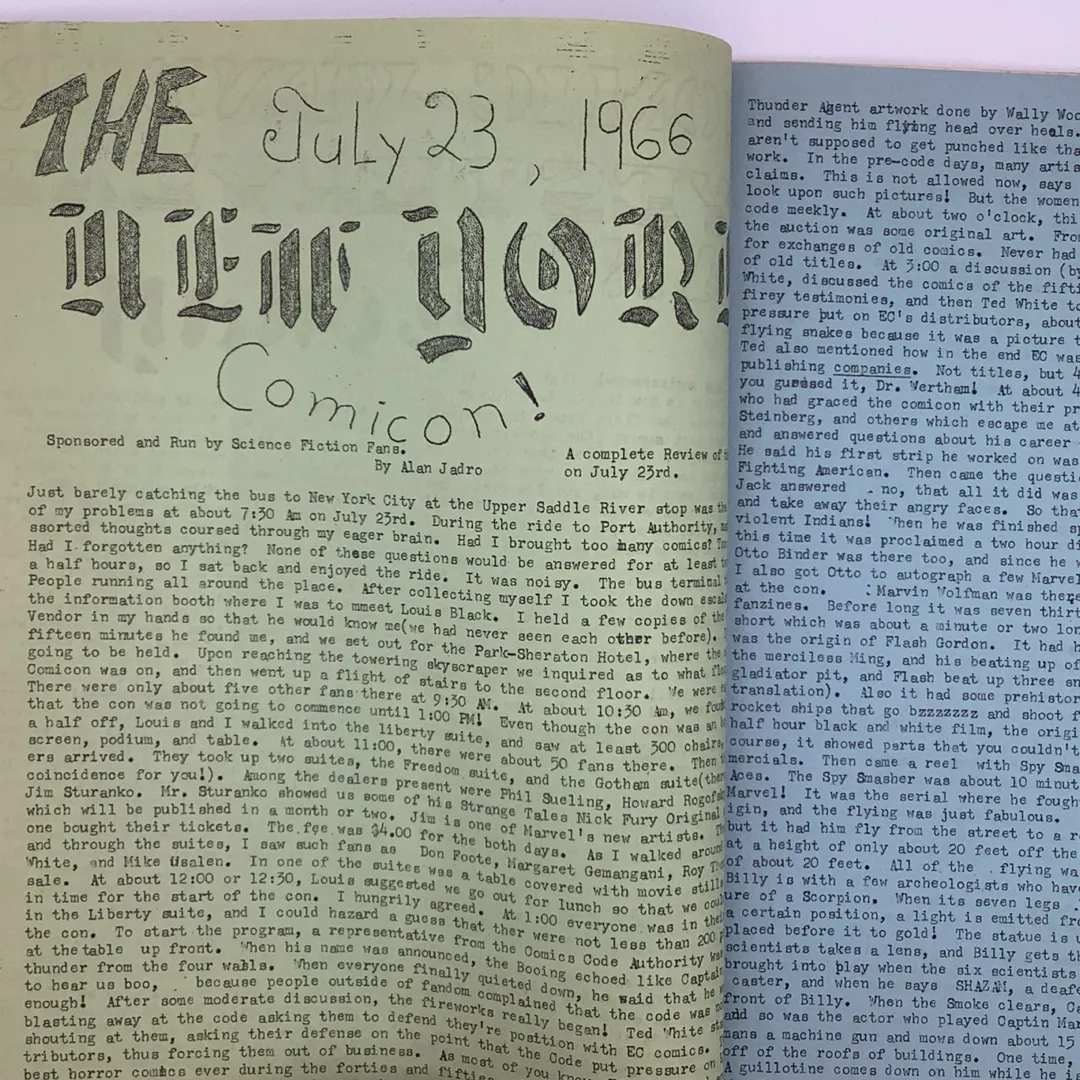 THE July 23, 1966
NEW YORK
Comicon!
Sponsored and Run by Science Fiction Fans.
By Alan Jadro
A complete Review of
on July 23rd.
Just barely catching the bus to New York City at the Upper Saddle River stop was the
of my problems at about 7:30 Am on July 23rd. During the ride to Port Authority,
ssorted thoughts coursed through my eager brain. Had I brought too many comics?
Had I forgotten anything? None of these questions would be answered for at least
a half hours, so I sat back and enjoyed the ride. It was noisy. The bus terminal
People running all around the place. After collecting myself I took the down escal
the information booth where I was to mmeet Louis Black. I held a few copies of the
Vendor in my hands so that he would know me(we had never seen each other before).
fifteen minutes he found me, and we set out for the Park-Sheraton Hotel, where the
going to be held. Upon reaching the towering skyscraper we inquired as to what
Comicon was on, and then went up a flight of stairs to the second floor. We were
There were only about five other fans there at 9:30 AM. At about 10:30 Am, we fou
that the con was not going to commence until 1:00 PM! Even though the con was an
a half off, Louis and I walked into the liberty suite, and saw at least 300 chairs,
screen, podium, and table. At about 11:00, there were about 50 fans there. Then
ers arrived. They took up two suites, the Freedom suite, and the Gotham suite(ther
coincidence for you!). Among the dealers present were Phil Sueling, Howard Rogofs
Jim Sturanko. Mr. Sturanko showed us some of his Strange Tales Nick Fury Original
which will be published in a month or two. Jim is one of Marvel's new artists.
one bought their tickets. The fee was $4.00 for the both days. As I walked around
and through the suites, I saw such fans as Don Foote, Margaret Gemangani, Roy
White, and Mike Usalen. In one of the suites was a table covered with movie still
sale. At about 12:00 or 12:30, Louis suggested we go out for lunch so that we cou
in time for the start of the con. I hungrily agreed. At 1:00 everyone was in the
in the Liberty suite, and I could hazard a guess that ther were not less than 200
the con. To start the program, a representative from the Comics Code Authority was
at the table up front. When his name was announced, the Booing echoed like Captain
thunder from the four walls. When everyone finally quieted down, he said that he
to hear us boo, because people outside of fandom complained that the code was
enough! After some moderate discussion, the fireworks really began! Ted White
blasting away at the code asking them to defend they're position with EC comics.
shouting at them, asking their defense on the point that the Code put pressure on
tributors, thus forcing them out of business. As most of you know
best horror comics ever during the forties and fifties
Thunder Agent artwork done by Wally Woo
and sending him flying head over heals.
aren't supposed to get punched like tha
work. In the pre-code days, many artis
claims. This is not allowed now, says
look upon such pictures! But the women
code meekly. At about two o'clock, thi
the auction was some original art. Fro
for exchanges of old comics. Never had
of old titles. At 3:00 a discussion (by
White, discussed the comics of the fifti
firey testimonies, and then Ted White to
pressure put on EC's distributors, about
flying snakes because it was a picture t
Ted also mentioned how in the end EC was
publishing companies. Not titles, but 4
you guessed it, Dr. Wertham! At about 4
who had graced the comicon with their pr
Steinberg, and others which escape me at
and answered questions about his career
He said his first strip he worked on was
Fighting American. Then came the questi
Jack answered - no, that all it did was
and take away their angry faces. So tha
violent Indians! When he was finished sp
this time it was proclaimed a two hour di
Otto Binder was there too, and since he w
I also got Otto to autograph a few Marvel
at the con. Marvin Wolfman was there
fanzines. Before long it was seven thirt
short which was about a minute or two lon
was the origin of Flash Gordon. It had h
the merciless Ming, and his beating up of
gladiator pit, and Flash beat up three sn
translation). Also it had some prehistor
rocket ships that go bzzzzzzz and shoot f
half hour black and white film, the origi
course, it showed parts that you couldn't
mercials. Then came a reel with Spy Sma
Aces. The Spy Smasher was about 10 minut
Marvel! It was the serial where he fough
igin, and the flying was just fabulous.
but it had him fly from the street to a r
at a height of only about 20 feet off the
of about 20 feet. All of the flying wa
Billy is with a few archeologists who have
ure of a Scorpion. When its seven legs
a certain position, a light is emitted fro
placed before it to gold! The statue is
scientists takes a lens, and Billy gets th
brought into play when the six scientists
caster, and when he says SHAZAM, a deafe
front of Billy. When the Smoke clears, Ca
and so was the actor who played Captin Mar
mans a machine gun and mows down about 15
off of the roofs of buildings. One time,
A guillotine comes down on him while he is